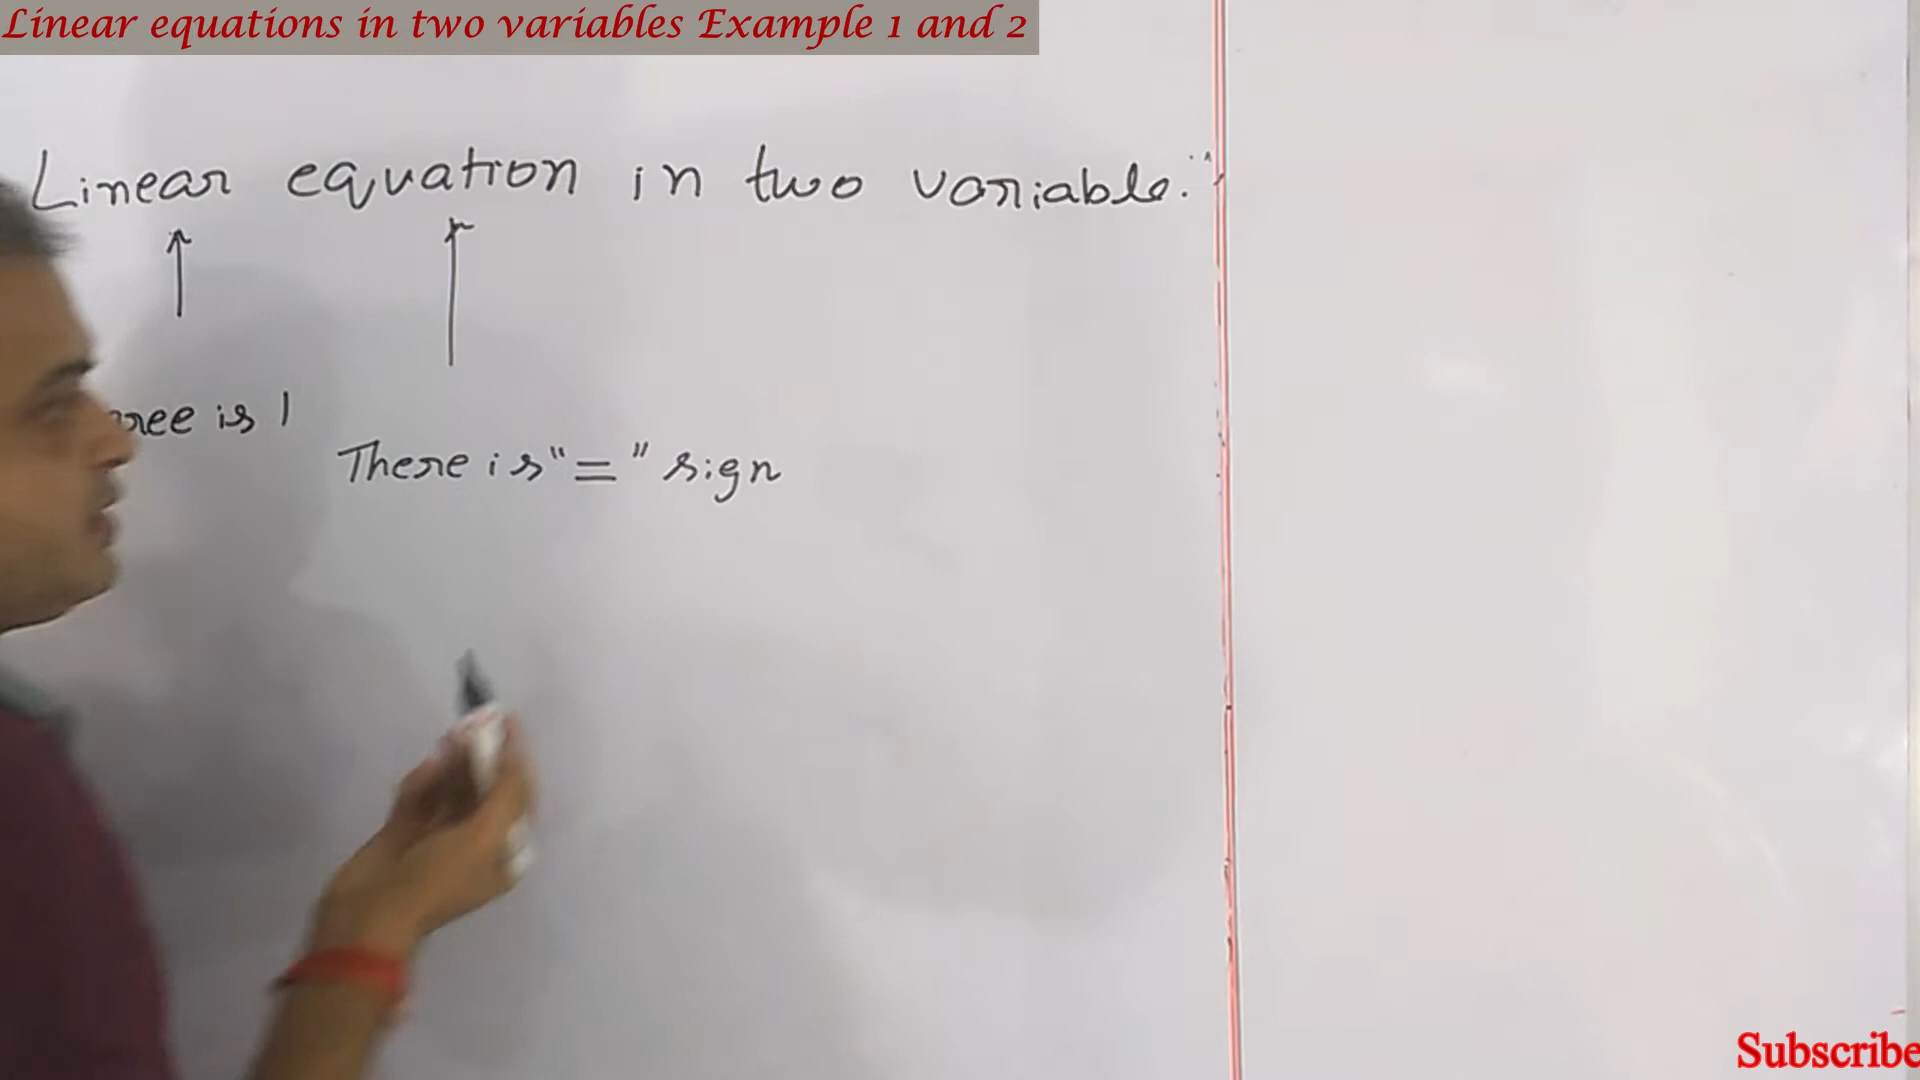 Linear equations in two variables Example 1 and 2
Linear equation in two variable."
is 1
There is "=" sign
Subscribe